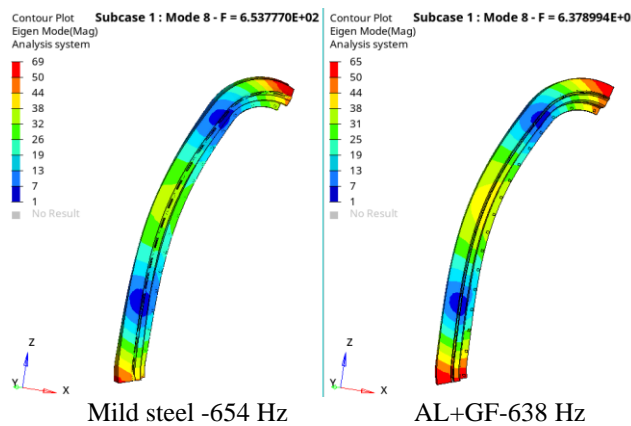 Contour Plot Subcase 1 : Mode 8 - F = 6.537770E+02
Eigen Mode(Mag)
Analysis system
69
50
44
38
32
26
19
13
7
1
No Result
Z
Y
X
Mild steel -654 Hz
Contour Plot Subcase 1 : Mode 8 - F = 6.378994E+0
Eigen Mode(Mag)
Analysis system
65
50
44
38
31
25
19
13
7
1
No Result
Z
Y
X
AL+GF-638 Hz